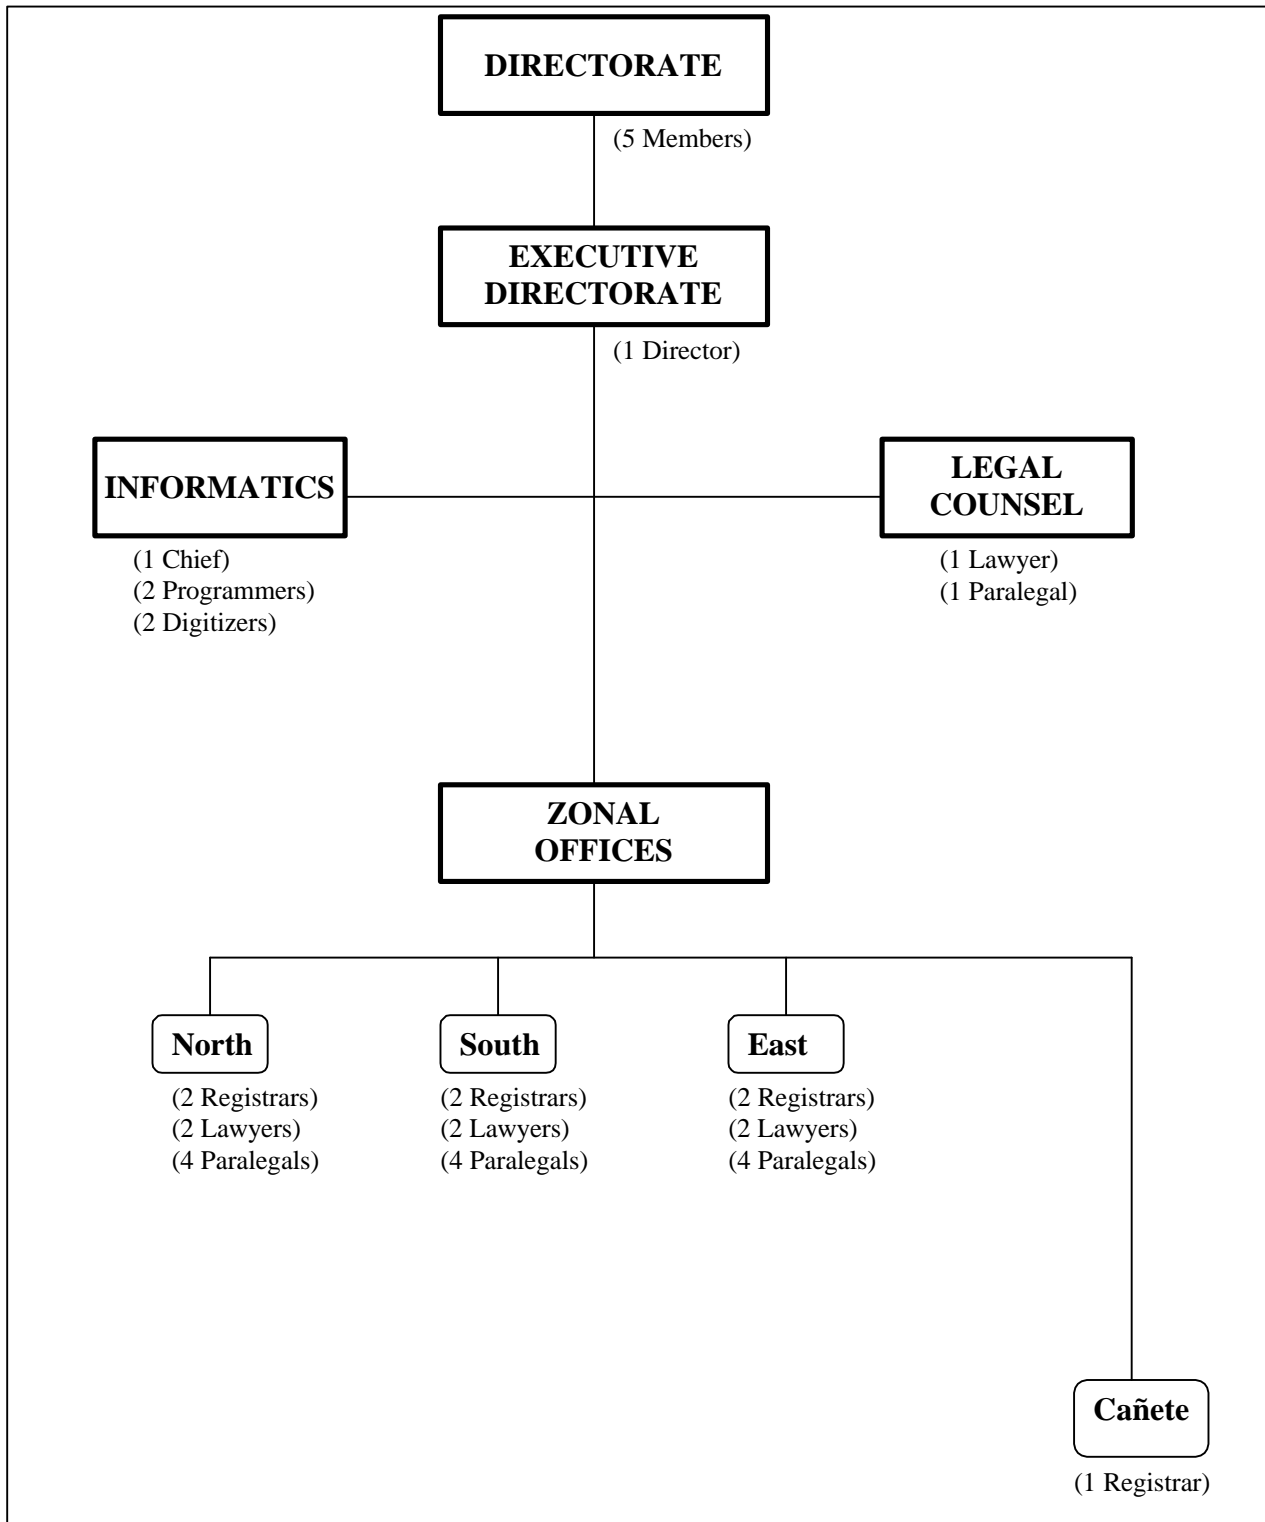 DIRECTORATE
(5 Members)
EXECUTIVE
DIRECTORATE
(1 Director)
INFORMATICS
(1 Chief)
(2 Programmers)
(2 Digitizers)
LEGAL
COUNSEL
(1 Lawyer)
(1 Paralegal)
ZONAL
OFFICES
North
(2 Registrars)
(2 Lawyers)
(4 Paralegals)
South
(2 Registrars)
(2 Lawyers)
(4 Paralegals)
East
(2 Registrars)
(2 Lawyers)
(4 Paralegals)
Cañete
(1 Registrar)